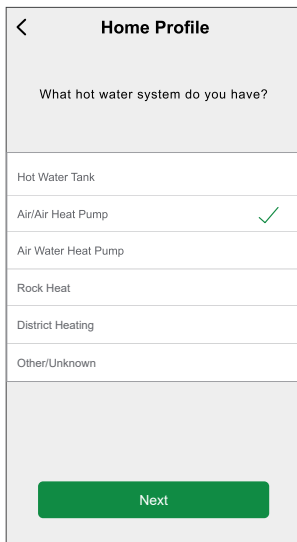 Home Profile
What hot water system do you have?
Hot Water Tank
Air/Air Heat Pump
Air Water Heat Pump
Rock Heat
District Heating
Other/Unknown
Next